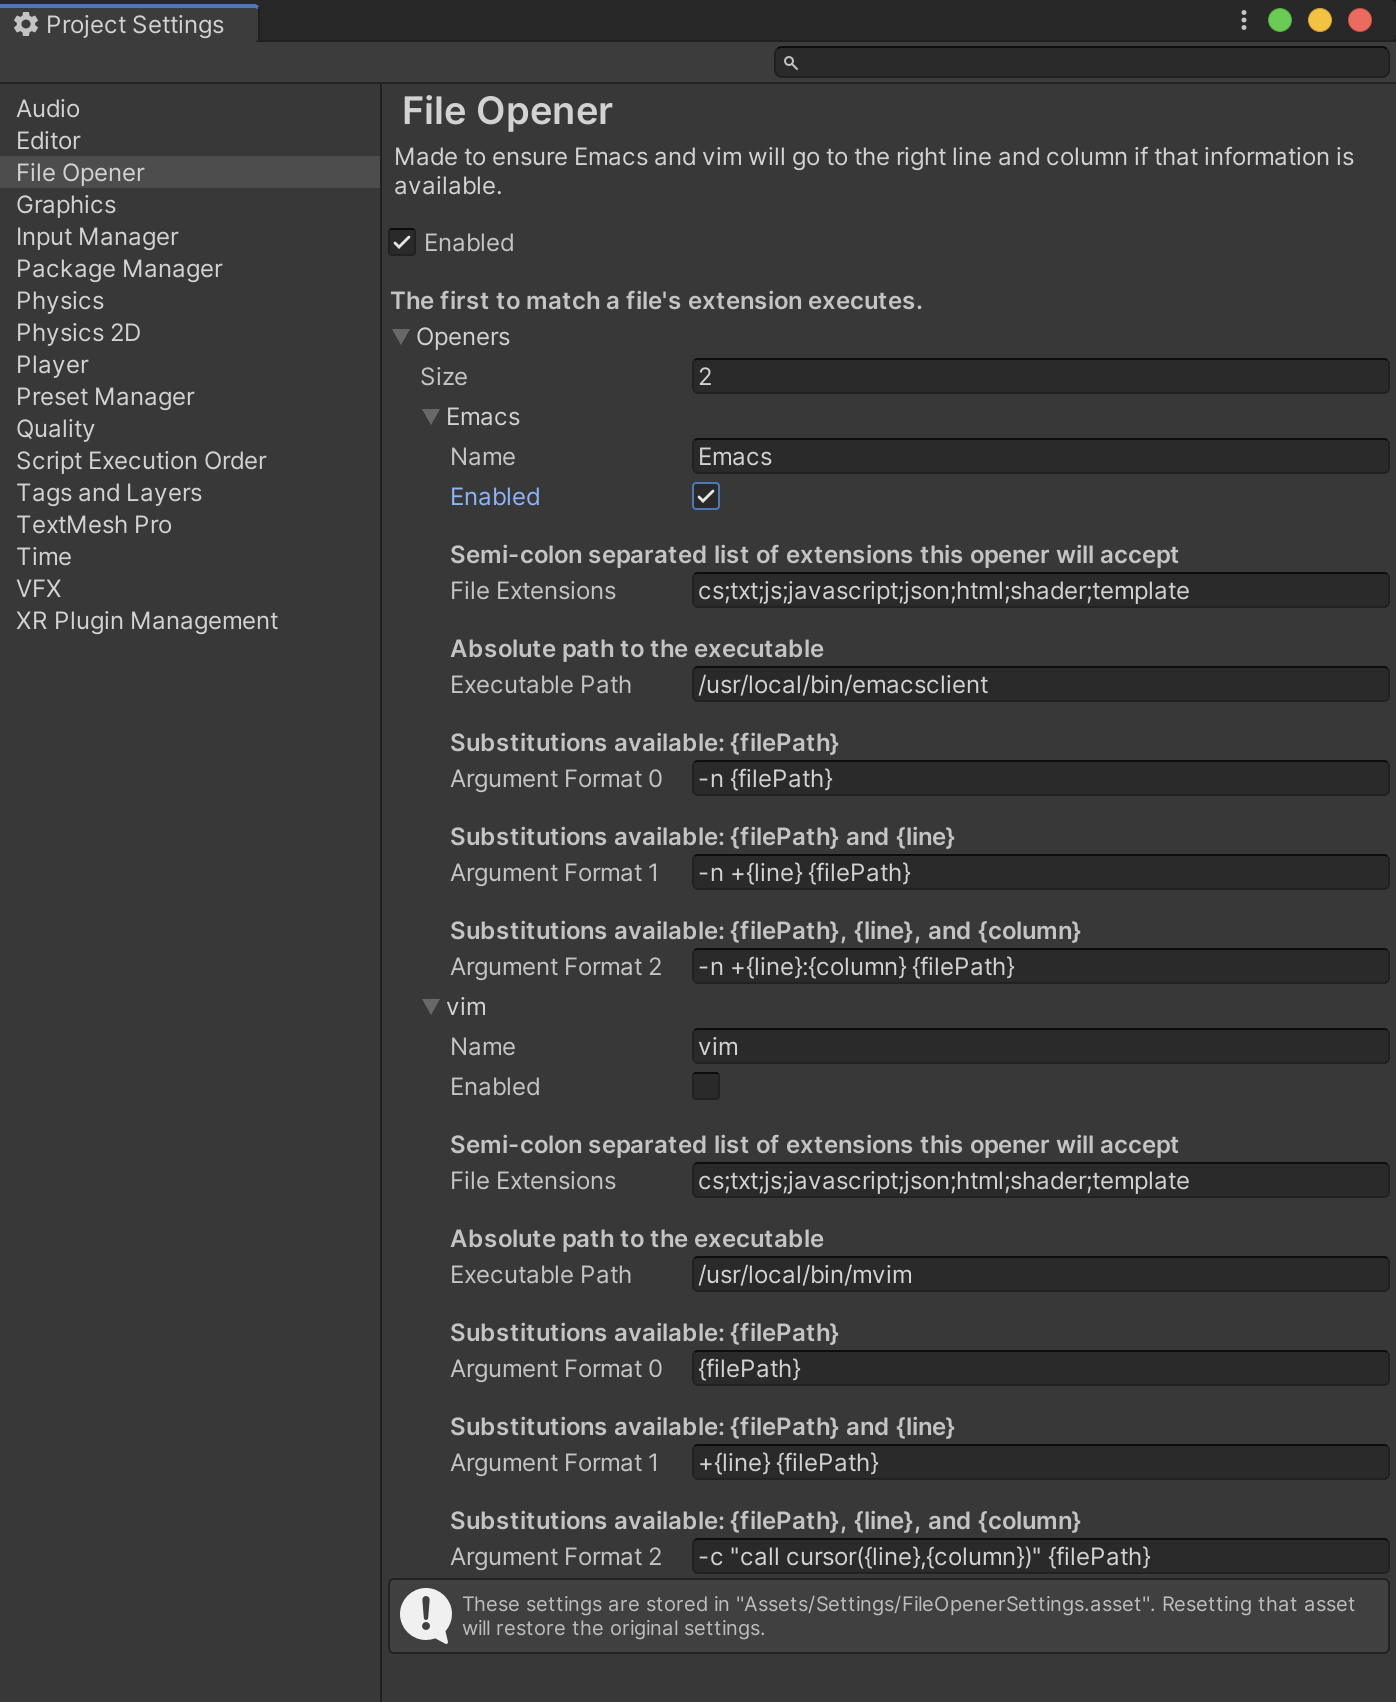 Project Settings
Audio
Editor
File Opener
Graphics
Input Manager
Package Manager
Physics
Physics 2D
Player
Preset Manager
Quality
Script Execution Order
Tags and Layers
TextMesh Pro
Time
VFX
XR Plugin Management
File Opener
Made to ensure Emacs and vim will go to the right line and column if that information is
available.
Enabled
The first to match a file's extension executes.
Openers
Size 2
Emacs
Name Emacs
Enabled
Semi-colon separated list of extensions this opener will accept
File Extensions cs;txt;js;javascript;json;html;shader;template
Absolute path to the executable
Executable Path /usr/local/bin/emacsclient
Substitutions available: {filePath}
Argument Format 0 -n {filePath}
Substitutions available: {filePath} and {line}
Argument Format 1 -n +{line} {filePath}
Substitutions available: {filePath}, {line}, and {column}
Argument Format 2 -n +{line}:{column} {filePath}
vim
Name vim
Enabled
Semi-colon separated list of extensions this opener will accept
File Extensions cs;txt;js;javascript;json;html;shader;template
Absolute path to the executable
Executable Path /usr/local/bin/mvim
Substitutions available: {filePath}
Argument Format 0 {filePath}
Substitutions available: {filePath} and {line}
Argument Format 1 +{line} {filePath}
Substitutions available: {filePath}, {line}, and {column}
Argument Format 2 -c "call cursor({line},{column})" {filePath}
These settings are stored in "Assets/Settings/FileOpenerSettings.asset". Resetting that asset
will restore the original settings.